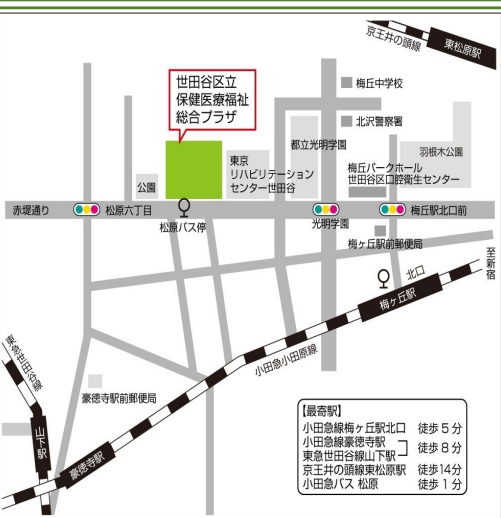 京王井の頭線
東松原駅
世田谷区立
保健医療福祉
総合プラザ
梅丘中学校
北沢警察署
都立光明学園
羽根木公園
東京
リハビリテーション
センター世田谷
梅丘パークホール
世田谷区口腔衛生センター
公園
赤堤通り
松原六丁目
松原バス停
光明学園
梅丘駅北口前
梅ヶ丘駅前郵便局
至新宿
北口
梅ヶ丘駅
小田急小田原線
東急世田谷線
豪徳寺駅前郵便局
山下駅
豪徳寺駅
【最寄駅】
小田急線梅ヶ丘駅北口 徒歩5分
小田急線豪徳寺駅
東急世田谷線山下駅 徒歩8分
京王井の頭線東松原駅 徒歩14分
小田急バス 松原 徒歩1分